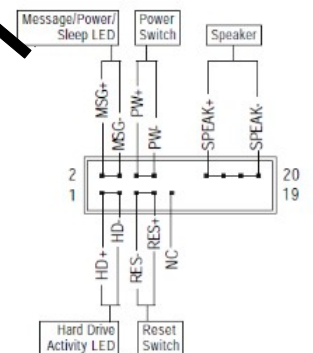 Message/Power/
Sleep LED
Power
Switch
Speaker
MSG+
MSG-
PW+
PW-
SPEAK+
SPEAK-
2
20
1
19
HD+
HD-
RES-
RES+
NC
Hard Drive
Activity LED
Reset
Switch